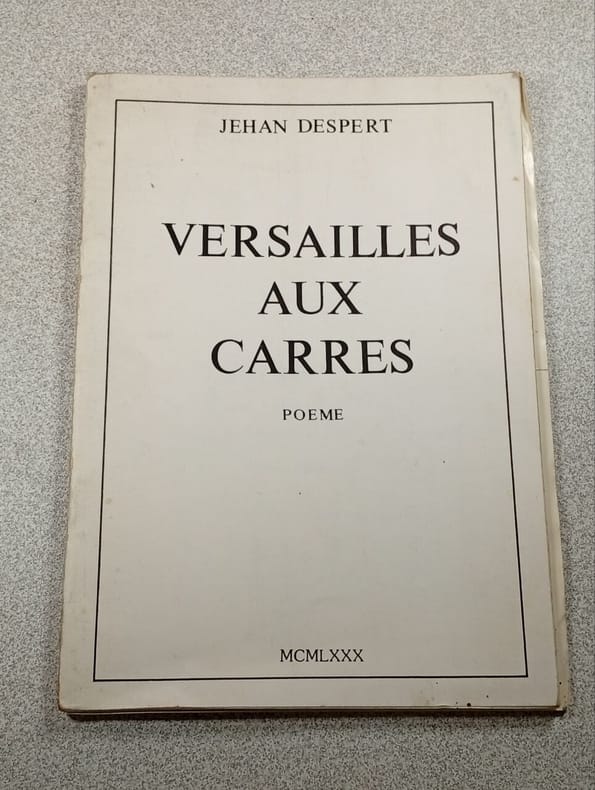 JEHAN DESPERT
VERSAILLES
AUX
CARRES
POEME
MCMLXXX